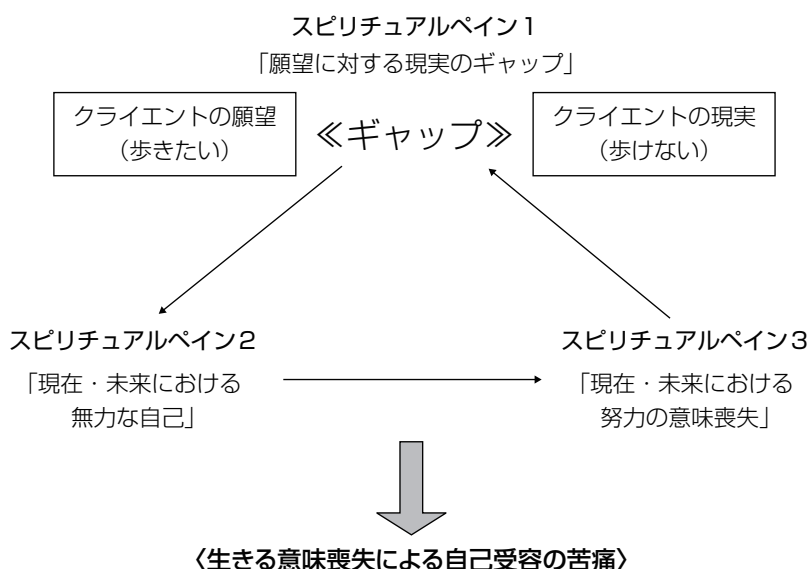 スピリチュアルペイン1
「願望に対する現実のギャップ」
クライエントの願望
（歩きたい）
≪ギャップ≫
クライエントの現実
（歩けない）
スピリチュアルペイン2
「現在・未来における
無力な自己」
スピリチュアルペイン3
「現在・未来における
努力の意味喪失」
〈生きる意味喪失による自己受容の苦痛〉